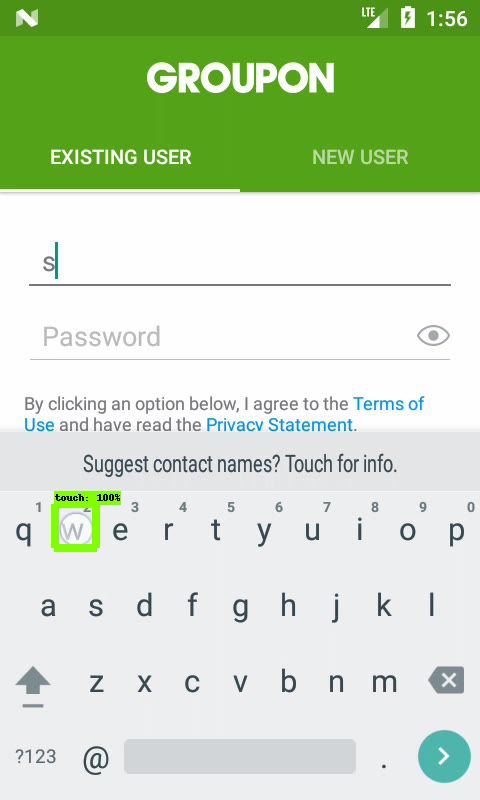 LTE 1:56
GROUPON
EXISTING USER NEW USER
s
Password
By clicking an option below, I agree to the Terms of
Use and have read the Privacy Statement.
Suggest contact names? Touch for info.
touch: 100%
1 2 3 4 5 6 7 8 9 0
q w e r t y u i o p
a s d f g h j k l
z x c v b n m
?123 @ .